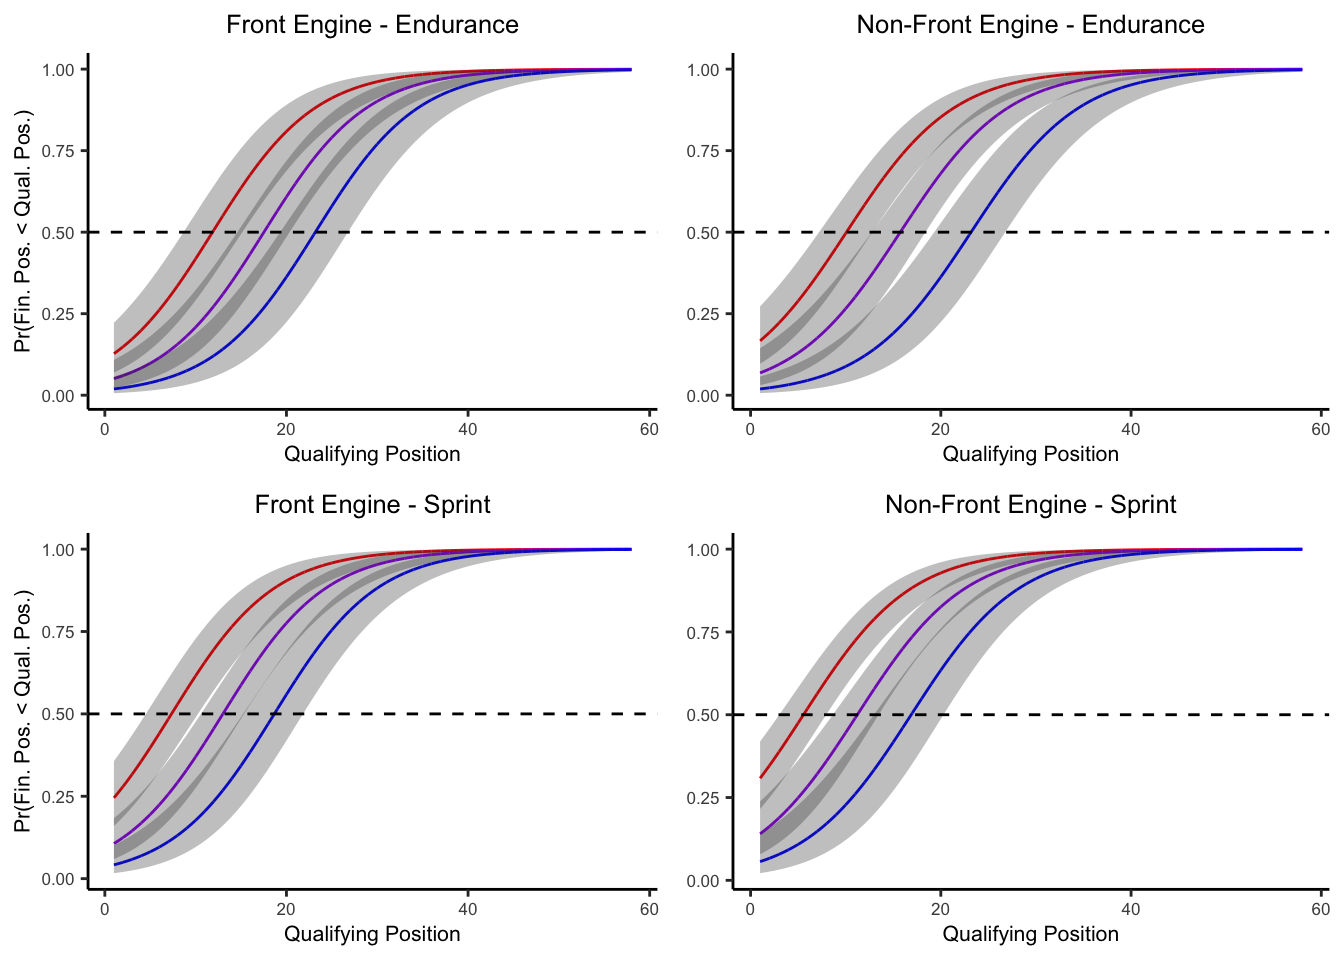 Front Engine - Endurance
Non-Front Engine - Endurance
Pr(Fin. Pos. < Qual. Pos.)
1.00
0.75
0.50
0.25
0.00
1.00
0.75
0.50
0.25
0.00
0 20 40 60
0 20 40 60
Qualifying Position
Qualifying Position
Front Engine - Sprint
Non-Front Engine - Sprint
Pr(Fin. Pos. < Qual. Pos.)
1.00
0.75
0.50
0.25
0.00
1.00
0.75
0.50
0.25
0.00
0 20 40 60
0 20 40 60
Qualifying Position
Qualifying Position